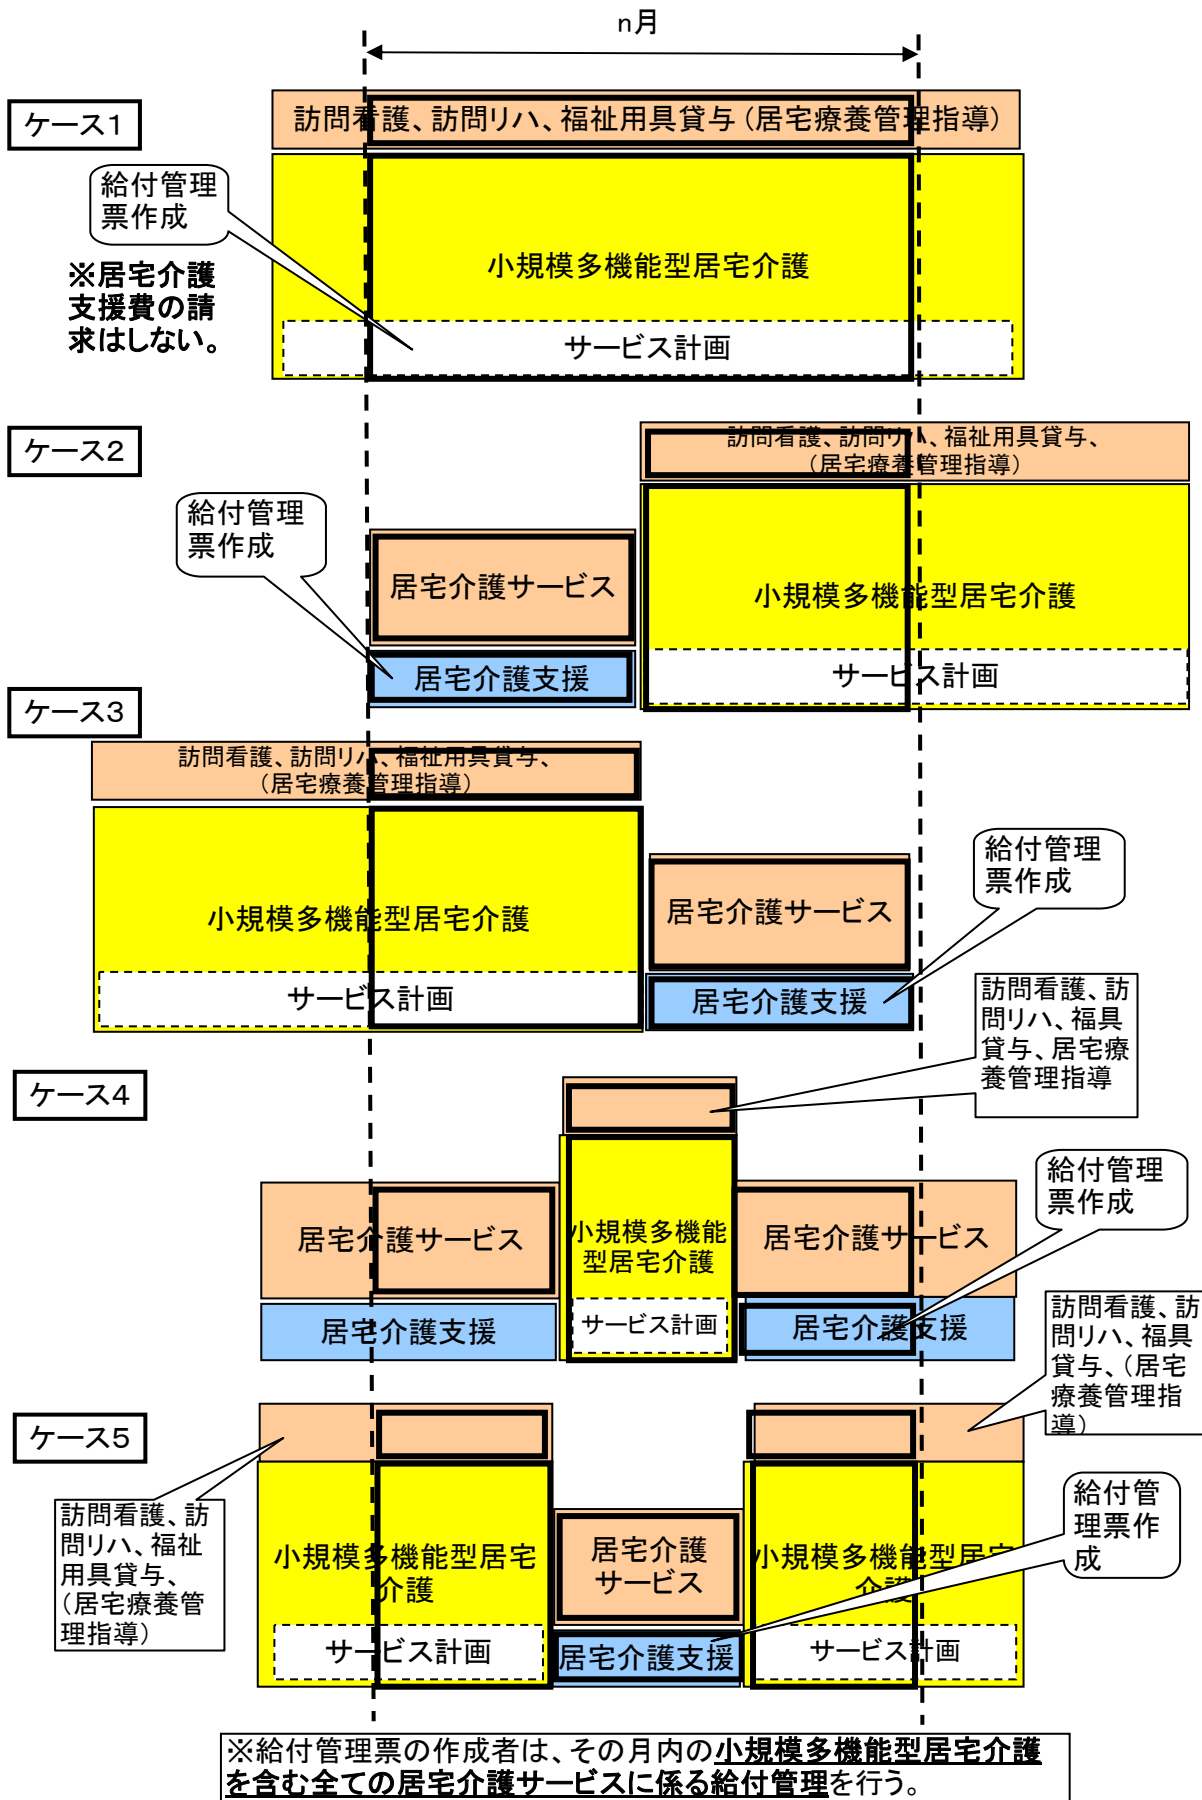 n月
ケース1
訪問看護、訪問リハ、福祉用具貸与(居宅療養管理指導)
給付管理
票作成
※居宅介護
支援費の請
求はしない。
小規模多機能型居宅介護
サービス計画
ケース2
訪問看護、訪問リハ、福祉用具貸与、
(居宅療養管理指導)
給付管理
票作成
居宅介護サービス
小規模多機能型居宅介護
居宅介護支援
サービス計画
ケース3
訪問看護、訪問リハ、福祉用具貸与、
(居宅療養管理指導)
小規模多機能型居宅介護
サービス計画
居宅介護サービス
居宅介護支援
給付管理
票作成
ケース4
訪問看護、訪
問リハ、福具
貸与、居宅療
養管理指導
居宅介護サービス
居宅介護支援
小規模多機能
型居宅介護
サービス計画
居宅介護サービス
居宅介護支援
給付管理
票作成
ケース5
訪問看護、訪
問リハ、福具
貸与、(居宅
療養管理指
導)
訪問看護、訪
問リハ、福祉
用具貸与、
(居宅療養管
理指導)
小規模多機能型居宅
介護
サービス計画
居宅介護
サービス
居宅介護支援
小規模多機能型居宅
介護
サービス計画
給付管
理票作
成
※給付管理票の作成者は、その月内の小規模多機能型居宅介護
を含む全ての居宅介護サービスに係る給付管理を行う。